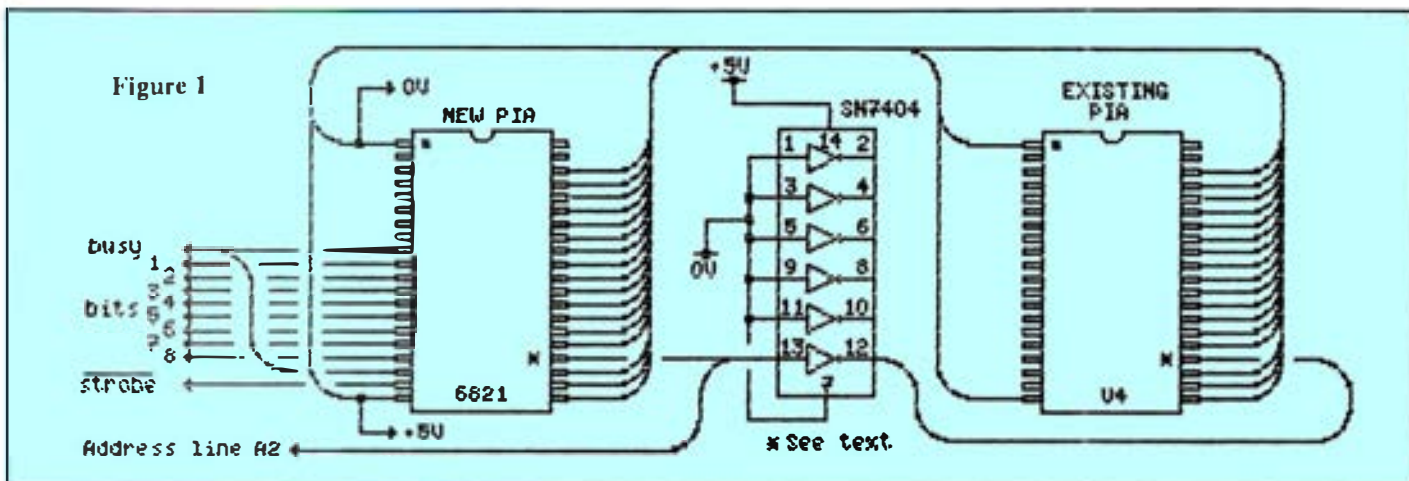 Figure 1
0V
NEW PIA
+5V
SN7404
EXISTING
PIA
1 14 2
3 4
5 6
0V
9 8
11 10
13 12
7
busy
bits
1
2
3
4
5
6
7
8
strobe
*
6821
*
U4
+5V
Address line A2
* See text